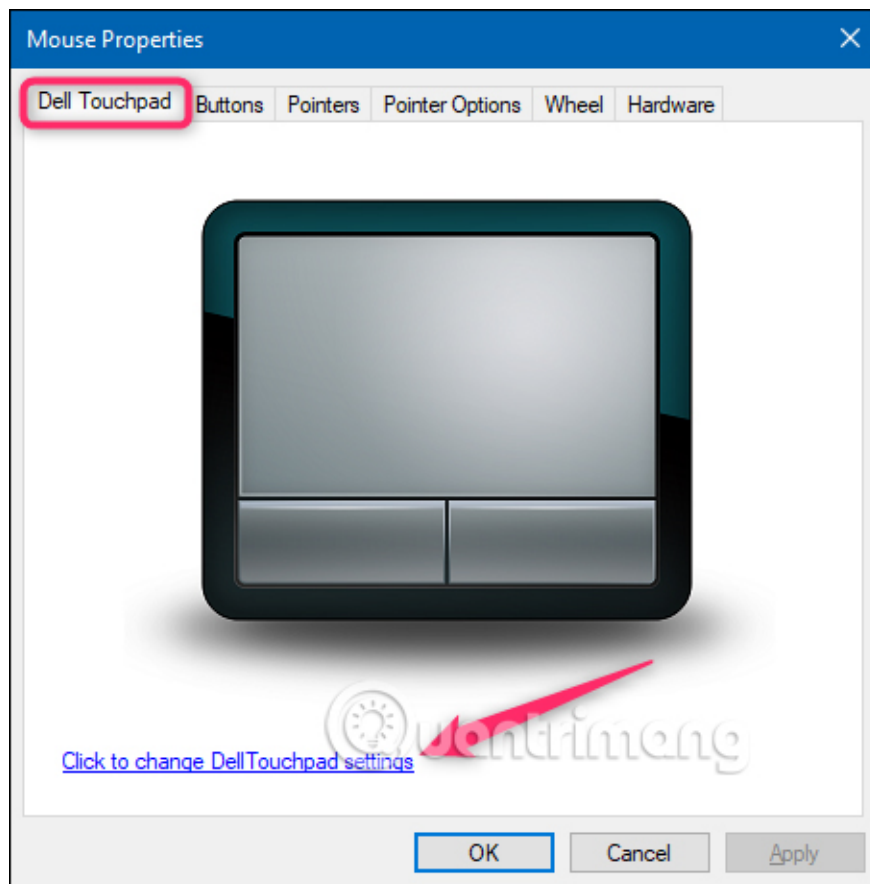 Mouse Properties
Dell Touchpad Buttons Pointers Pointer Options Wheel Hardware
Quantrimang
Click to change DellTouchpad settings
OK Cancel Apply